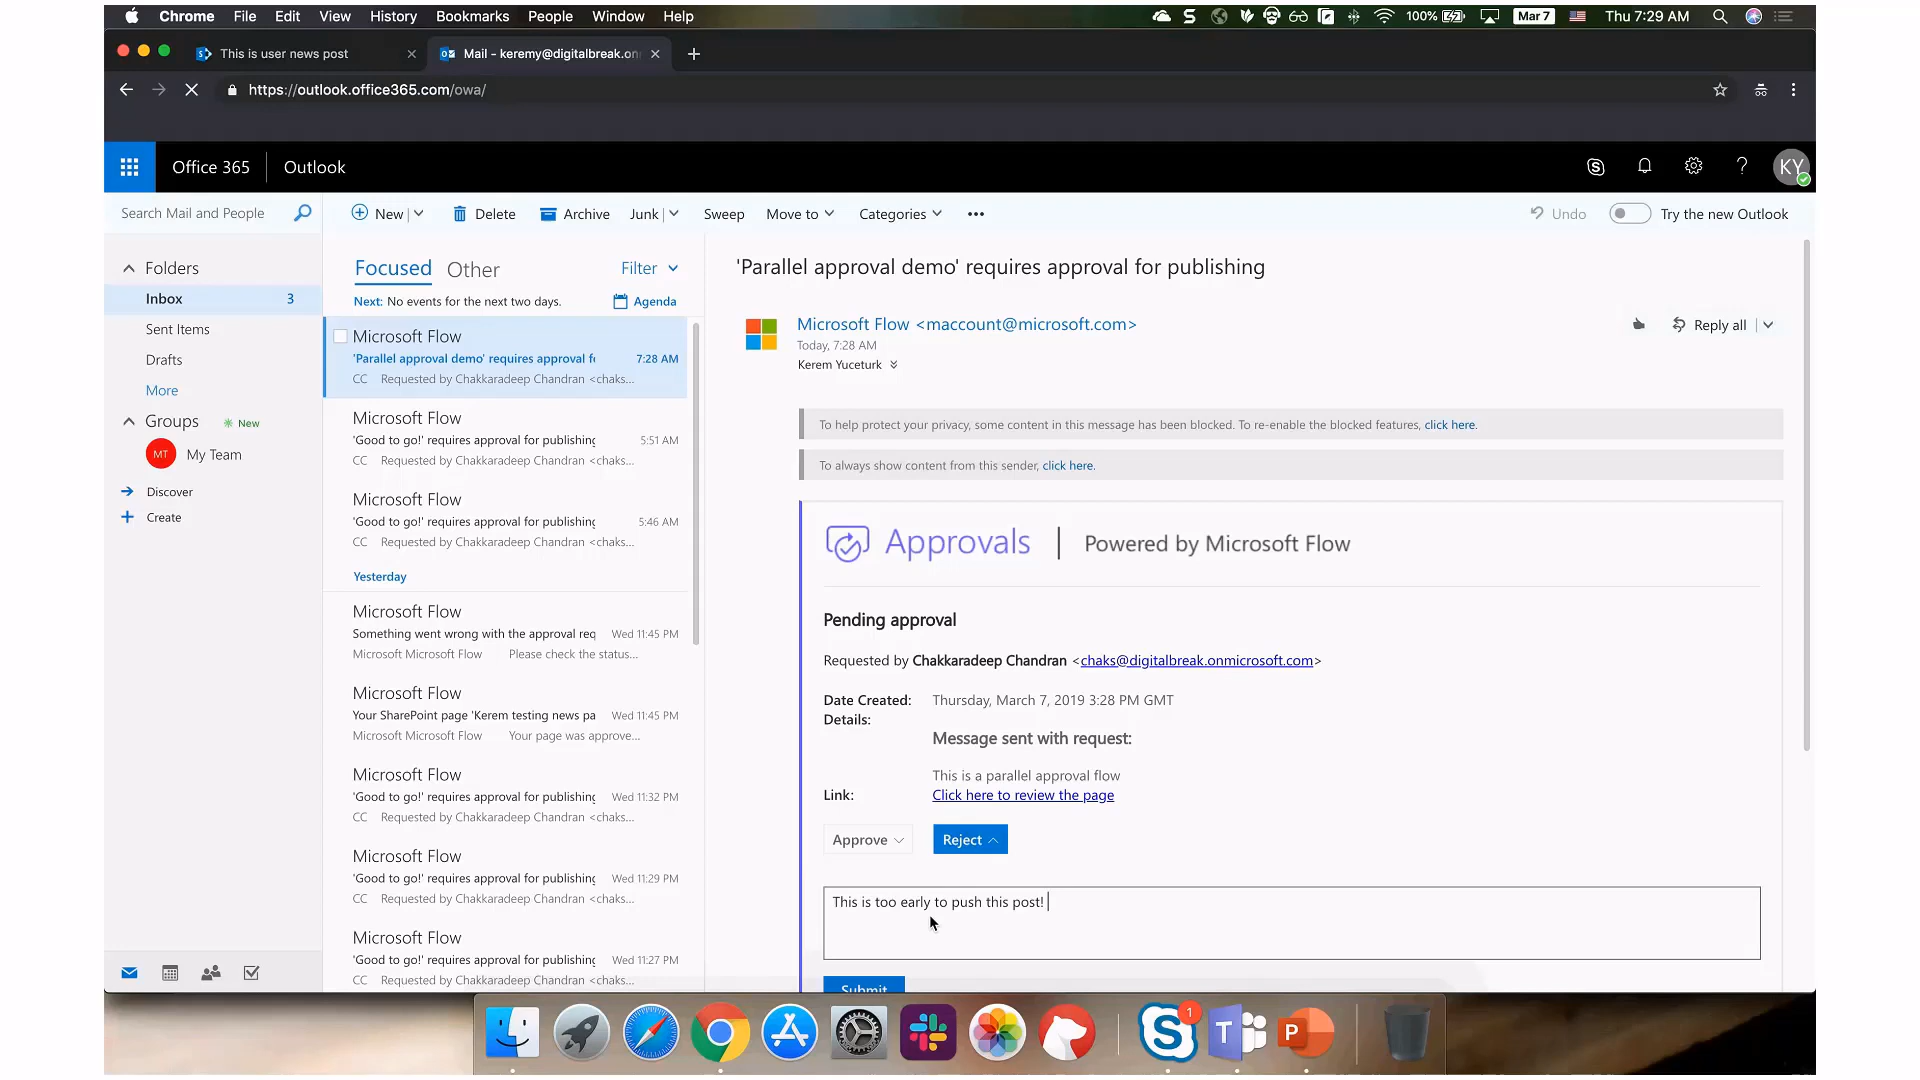 Chrome File Edit View History Bookmarks People Window Help 100% Mar 7 Thu 7:29 AM
This is user news post
Mail - keremy@digitalbreak.on
https://outlook.office365.com/owa/
Office 365 Outlook ? KY
Search Mail and People
New Delete Archive Junk Sweep Move to Categories ••• Undo Try the new Outlook
Folders
Inbox 3
Sent Items
Drafts
More
Groups New
MT My Team
Discover
Create
Focused Other Filter
Next: No events for the next two days. Agenda
Microsoft Flow
'Parallel approval demo' requires approval fo 7:28 AM
CC Requested by Chakkaradeep Chandran <chaks...
Microsoft Flow
'Good to go!' requires approval for publishing 5:51 AM
CC Requested by Chakkaradeep Chandran <chaks...
Microsoft Flow
'Good to go!' requires approval for publishing 5:46 AM
CC Requested by Chakkaradeep Chandran <chaks...
Yesterday
Microsoft Flow
Something went wrong with the approval req Wed 11:45 PM
Microsoft Microsoft Flow Please check the status...
Microsoft Flow
Your SharePoint page 'Kerem testing news pa Wed 11:45 PM
Microsoft Microsoft Flow Your page was approve...
Microsoft Flow
'Good to go!' requires approval for publishing Wed 11:32 PM
CC Requested by Chakkaradeep Chandran <chaks...
Microsoft Flow
'Good to go!' requires approval for publishing Wed 11:29 PM
CC Requested by Chakkaradeep Chandran <chaks...
Microsoft Flow
'Good to go!' requires approval for publishing Wed 11:27 PM
CC Requested by Chakkaradeep Chandran <chaks...
'Parallel approval demo' requires approval for publishing
Microsoft Flow <maccount@microsoft.com>
Today, 7:28 AM
Kerem Yuceturk
Reply all
To help protect your privacy, some content in this message has been blocked. To re-enable the blocked features, click here.
To always show content from this sender, click here.
Approvals | Powered by Microsoft Flow
Pending approval
Requested by Chakkaradeep Chandran <chaks@digitalbreak.onmicrosoft.com>
Date Created: Thursday, March 7, 2019 3:28 PM GMT
Details:
Message sent with request:
This is a parallel approval flow
Link: Click here to review the page
Approve Reject
This is too early to push this post!
Submit
S 1 T P